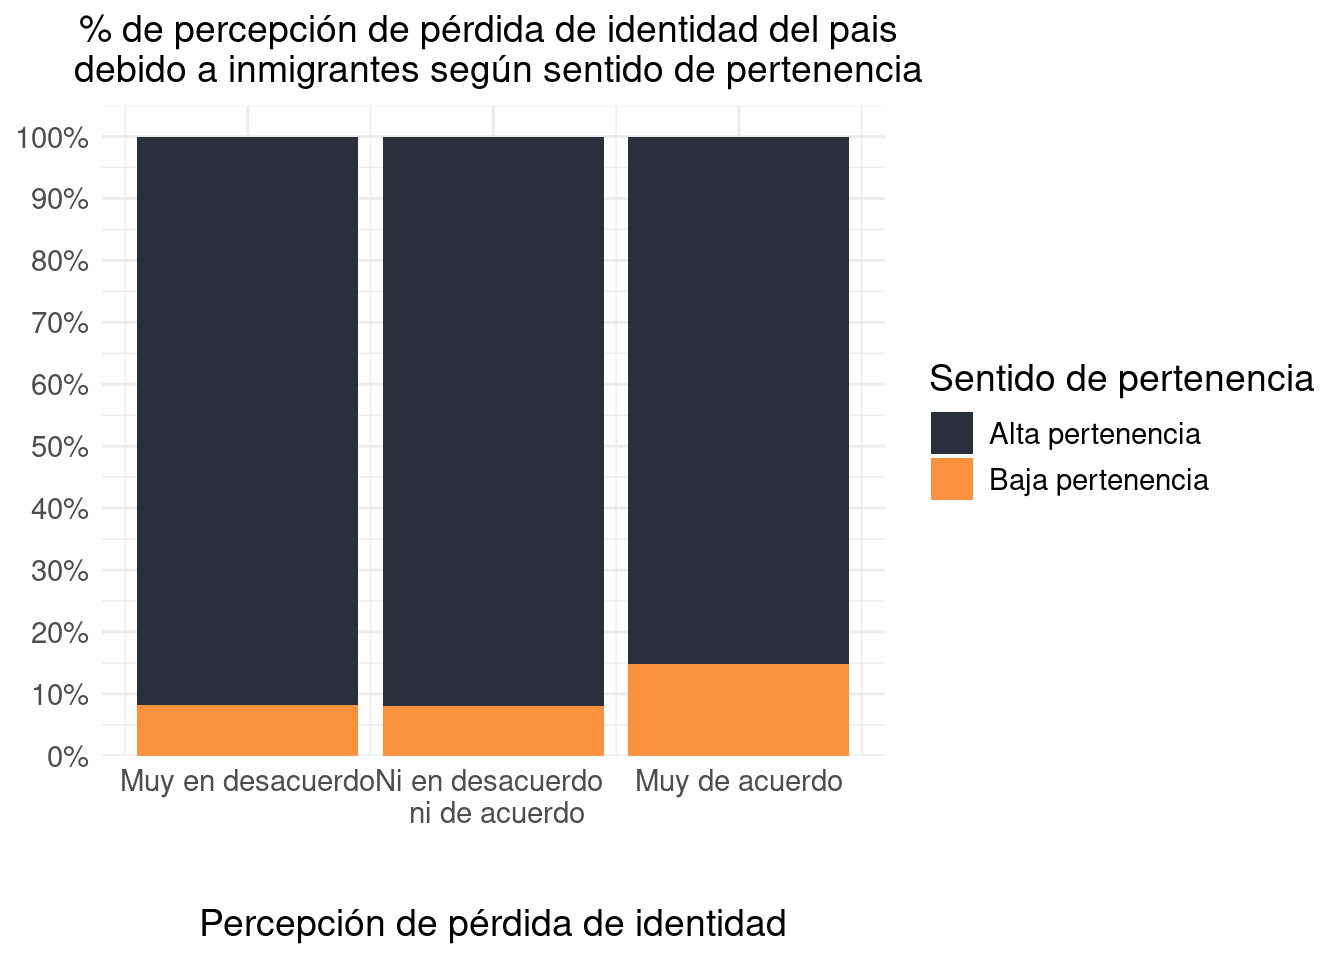 % de percepción de pérdida de identidad del pais
debido a inmigrantes según sentido de pertenencia
100%
90%
80%
70%
60%
50%
40%
30%
20%
10%
0%
Muy en desacuerdo
Ni en desacuerdo
ni de acuerdo
Muy de acuerdo
Percepción de pérdida de identidad
Sentido de pertenencia
Alta pertenencia
Baja pertenencia